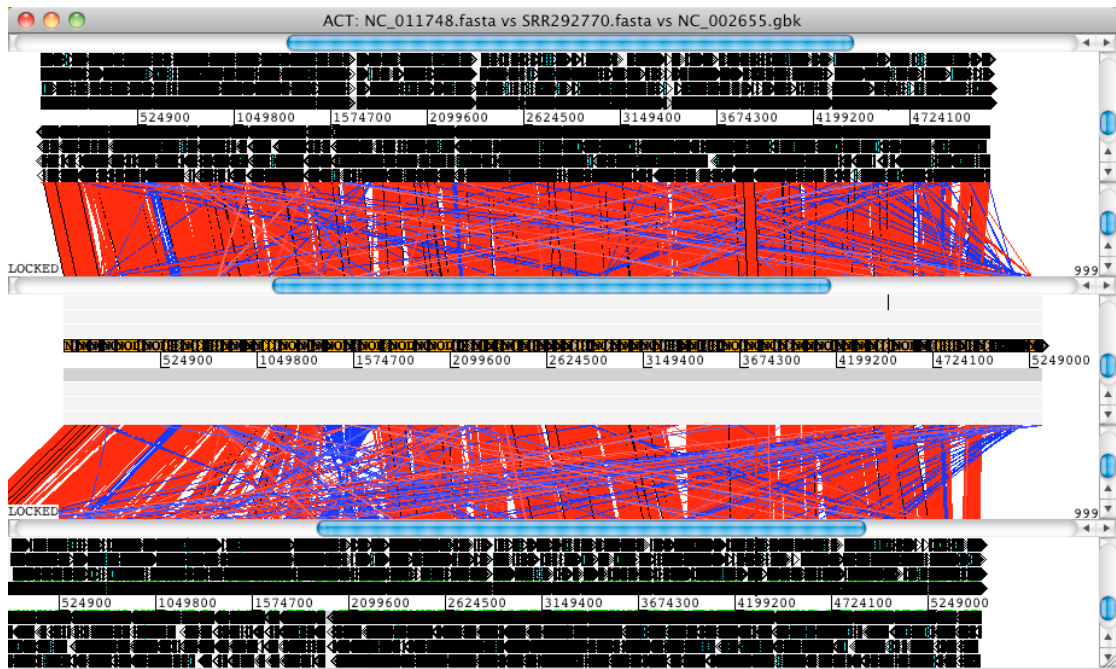 ACT: NC_011748.fasta vs SRR292770.fasta vs NC_002655.gbk
524900 1049800 1574700 2099600 2624500 3149400 3674300 4199200 4724100
LOCKED 999
524900 1049800 1574700 2099600 2624500 3149400 3674300 4199200 4724100 5249000
LOCKED 999
524900 1049800 1574700 2099600 2624500 3149400 3674300 4199200 4724100 5249000